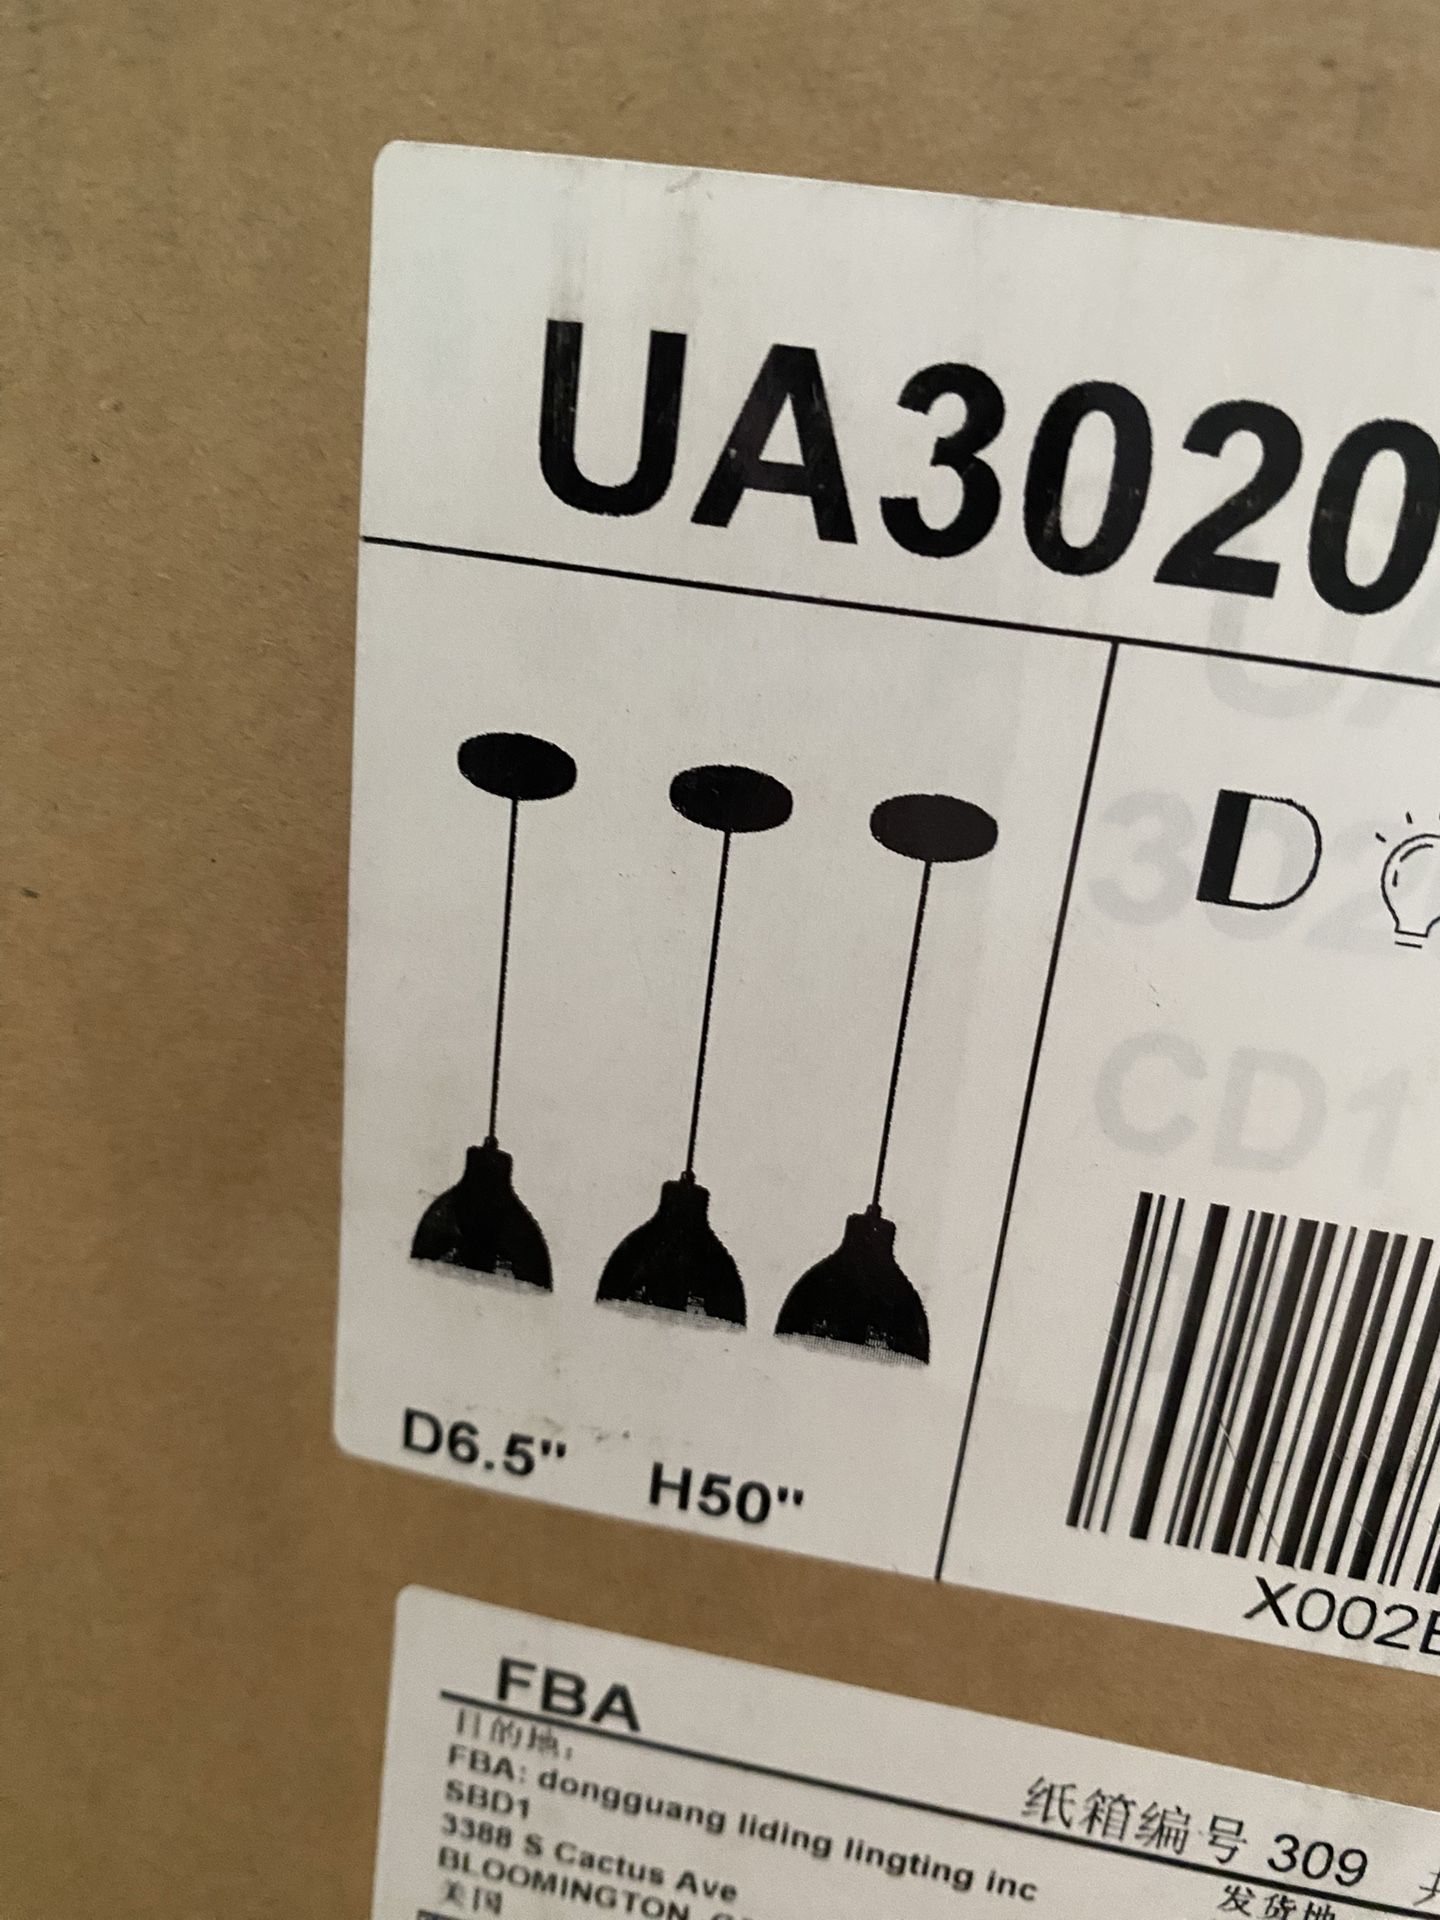 UA3020
D
D6.5" H50"
FBA
目的地:
FBA: dongguang liding lingting inc
SBD1
3388 S Cactus Ave
BLOOMINGTON
美国
纸箱编号 309
发货地